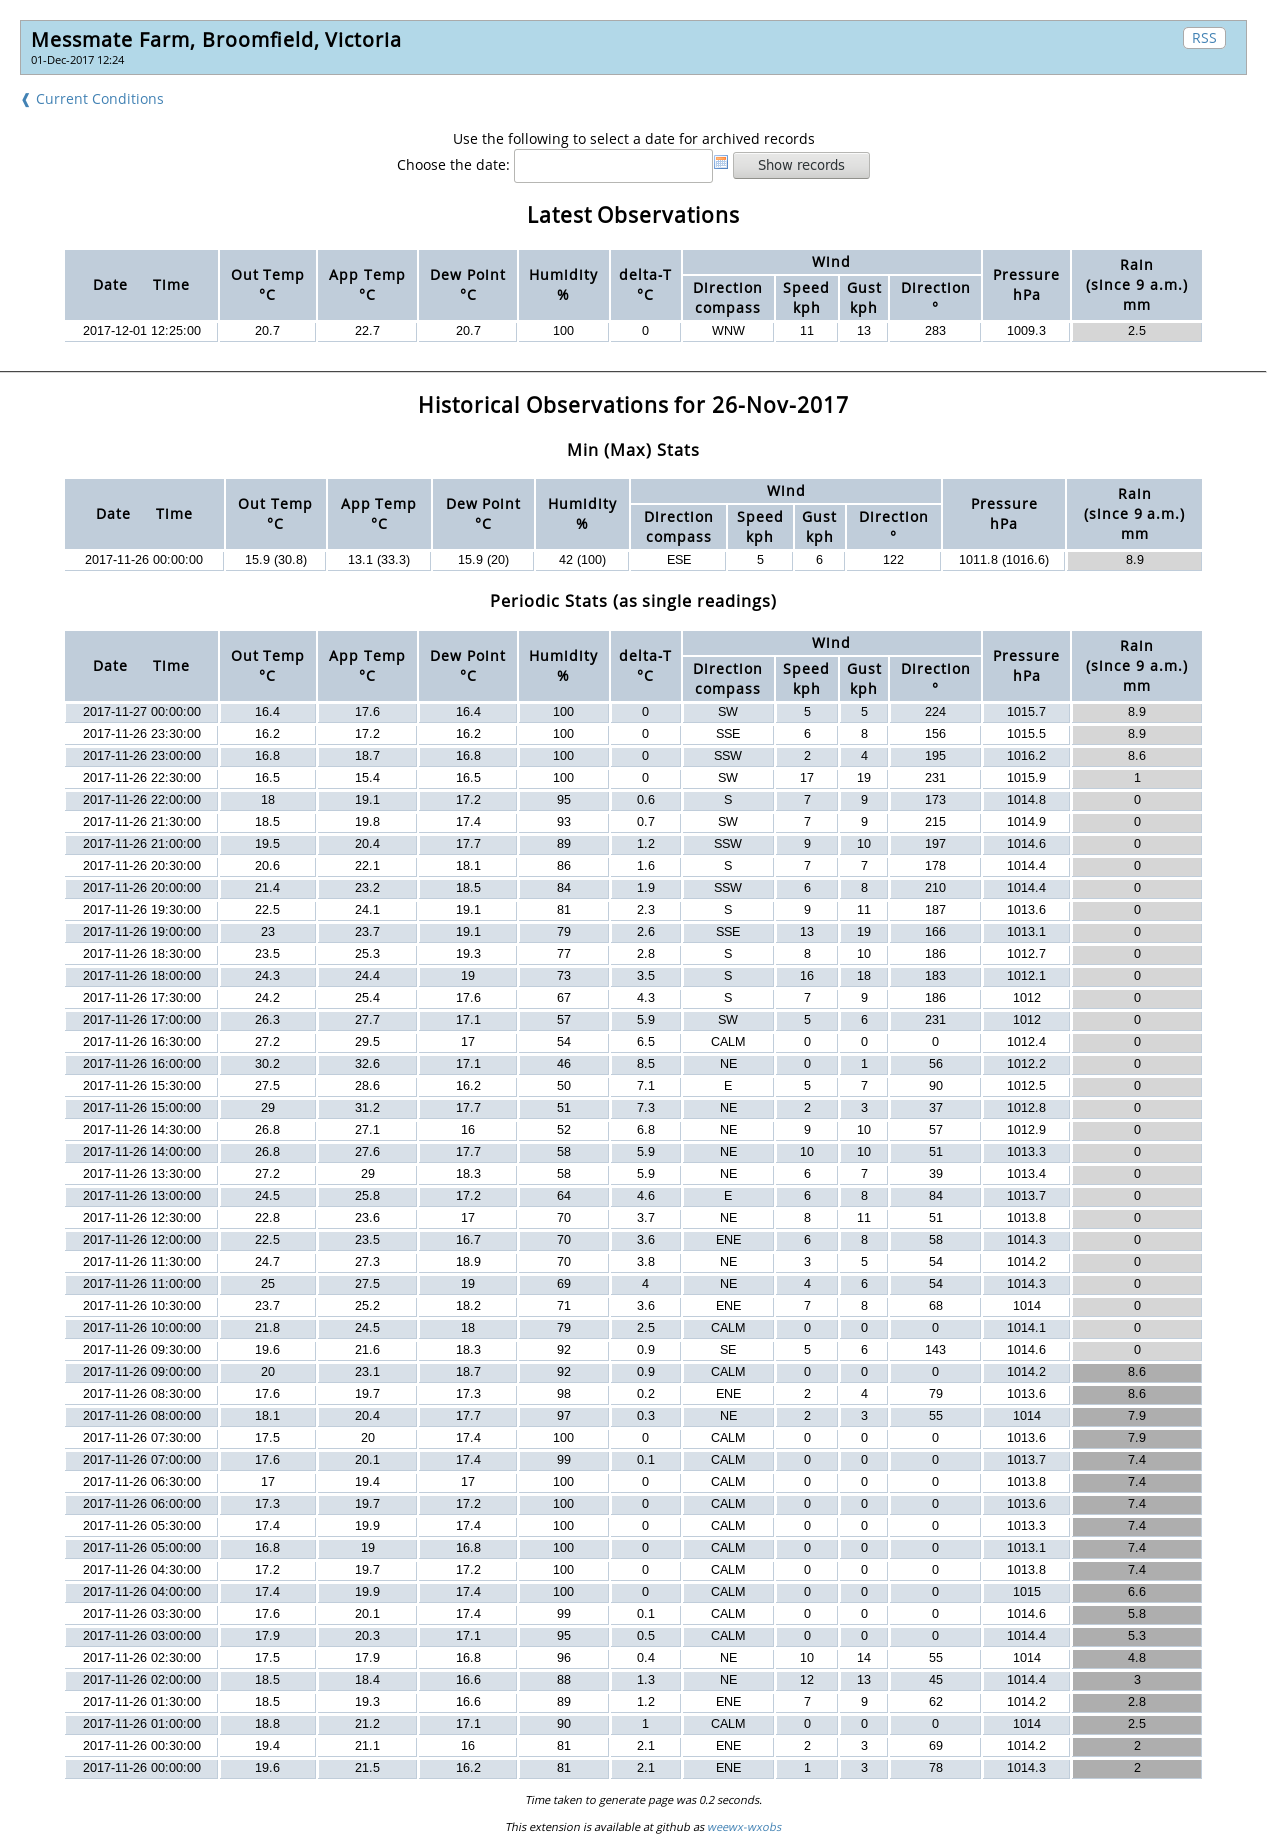 Messmate Farm, Broomfield, Victoria
RSS
01-Dec-2017 12:24
❰ Current Conditions
Use the following to select a date for archived records
Choose the date: Show records
Latest Observations
Date Time Out Temp °C App Temp °C Dew Point °C Humidity % delta-T °C Wind Direction compass Speed kph Gust kph Direction ° Pressure hPa Rain (since 9 a.m.) mm
2017-12-01 12:25:00 20.7 22.7 20.7 100 0 WNW 11 13 283 1009.3 2.5
Historical Observations for 26-Nov-2017
Min (Max) Stats
Date Time Out Temp °C App Temp °C Dew Point °C Humidity % Wind Direction compass Speed kph Gust kph Direction ° Pressure hPa Rain (since 9 a.m.) mm
2017-11-26 00:00:00 15.9 (30.8) 13.1 (33.3) 15.9 (20) 42 (100) ESE 5 6 122 1011.8 (1016.6) 8.9
Periodic Stats (as single readings)
Date Time Out Temp °C App Temp °C Dew Point °C Humidity % delta-T °C Wind Direction compass Speed kph Gust kph Direction ° Pressure hPa Rain (since 9 a.m.) mm
2017-11-27 00:00:00 16.4 17.6 16.4 100 0 SW 5 5 224 1015.7 8.9
2017-11-26 23:30:00 16.2 17.2 16.2 100 0 SSE 6 8 156 1015.5 8.9
2017-11-26 23:00:00 16.8 18.7 16.8 100 0 SSW 2 4 195 1016.2 8.6
2017-11-26 22:30:00 16.5 15.4 16.5 100 0 SW 17 19 231 1015.9 1
2017-11-26 22:00:00 18 19.1 17.2 95 0.6 S 7 9 173 1014.8 0
2017-11-26 21:30:00 18.5 19.8 17.4 93 0.7 SW 7 9 215 1014.9 0
2017-11-26 21:00:00 19.5 20.4 17.7 89 1.2 SSW 9 10 197 1014.6 0
2017-11-26 20:30:00 20.6 22.1 18.1 86 1.6 S 7 7 178 1014.4 0
2017-11-26 20:00:00 21.4 23.2 18.5 84 1.9 SSW 6 8 210 1014.4 0
2017-11-26 19:30:00 22.5 24.1 19.1 81 2.3 S 9 11 187 1013.6 0
2017-11-26 19:00:00 23 23.7 19.1 79 2.6 SSE 13 19 166 1013.1 0
2017-11-26 18:30:00 23.5 25.3 19.3 77 2.8 S 8 10 186 1012.7 0
2017-11-26 18:00:00 24.3 24.4 19 73 3.5 S 16 18 183 1012.1 0
2017-11-26 17:30:00 24.2 25.4 17.6 67 4.3 S 7 9 186 1012 0
2017-11-26 17:00:00 26.3 27.7 17.1 57 5.9 SW 5 6 231 1012 0
2017-11-26 16:30:00 27.2 29.5 17 54 6.5 CALM 0 0 0 1012.4 0
2017-11-26 16:00:00 30.2 32.6 17.1 46 8.5 NE 0 1 56 1012.2 0
2017-11-26 15:30:00 27.5 28.6 16.2 50 7.1 E 5 7 90 1012.5 0
2017-11-26 15:00:00 29 31.2 17.7 51 7.3 NE 2 3 37 1012.8 0
2017-11-26 14:30:00 26.8 27.1 16 52 6.8 NE 9 10 57 1012.9 0
2017-11-26 14:00:00 26.8 27.6 17.7 58 5.9 NE 10 10 51 1013.3 0
2017-11-26 13:30:00 27.2 29 18.3 58 5.9 NE 6 7 39 1013.4 0
2017-11-26 13:00:00 24.5 25.8 17.2 64 4.6 E 6 8 84 1013.7 0
2017-11-26 12:30:00 22.8 23.6 17 70 3.7 NE 8 11 51 1013.8 0
2017-11-26 12:00:00 22.5 23.5 16.7 70 3.6 ENE 6 8 58 1014.3 0
2017-11-26 11:30:00 24.7 27.3 18.9 70 3.8 NE 3 5 54 1014.2 0
2017-11-26 11:00:00 25 27.5 19 69 4 NE 4 6 54 1014.3 0
2017-11-26 10:30:00 23.7 25.2 18.2 71 3.6 ENE 7 8 68 1014 0
2017-11-26 10:00:00 21.8 24.5 18 79 2.5 CALM 0 0 0 1014.1 0
2017-11-26 09:30:00 19.6 21.6 18.3 92 0.9 SE 5 6 143 1014.6 0
2017-11-26 09:00:00 20 23.1 18.7 92 0.9 CALM 0 0 0 1014.2 8.6
2017-11-26 08:30:00 17.6 19.7 17.3 98 0.2 ENE 2 4 79 1013.6 8.6
2017-11-26 08:00:00 18.1 20.4 17.7 97 0.3 NE 2 3 55 1014 7.9
2017-11-26 07:30:00 17.5 20 17.4 100 0 CALM 0 0 0 1013.6 7.9
2017-11-26 07:00:00 17.6 20.1 17.4 99 0.1 CALM 0 0 0 1013.7 7.4
2017-11-26 06:30:00 17 19.4 17 100 0 CALM 0 0 0 1013.8 7.4
2017-11-26 06:00:00 17.3 19.7 17.2 100 0 CALM 0 0 0 1013.6 7.4
2017-11-26 05:30:00 17.4 19.9 17.4 100 0 CALM 0 0 0 1013.3 7.4
2017-11-26 05:00:00 16.8 19 16.8 100 0 CALM 0 0 0 1013.1 7.4
2017-11-26 04:30:00 17.2 19.7 17.2 100 0 CALM 0 0 0 1013.8 7.4
2017-11-26 04:00:00 17.4 19.9 17.4 100 0 CALM 0 0 0 1015 6.6
2017-11-26 03:30:00 17.6 20.1 17.4 99 0.1 CALM 0 0 0 1014.6 5.8
2017-11-26 03:00:00 17.9 20.3 17.1 95 0.5 CALM 0 0 0 1014.4 5.3
2017-11-26 02:30:00 17.5 17.9 16.8 96 0.4 NE 10 14 55 1014 4.8
2017-11-26 02:00:00 18.5 18.4 16.6 88 1.3 NE 12 13 45 1014.4 3
2017-11-26 01:30:00 18.5 19.3 16.6 89 1.2 ENE 7 9 62 1014.2 2.8
2017-11-26 01:00:00 18.8 21.2 17.1 90 1 CALM 0 0 0 1014 2.5
2017-11-26 00:30:00 19.4 21.1 16 81 2.1 ENE 2 3 69 1014.2 2
2017-11-26 00:00:00 19.6 21.5 16.2 81 2.1 ENE 1 3 78 1014.3 2
Time taken to generate page was 0.2 seconds.
This extension is available at github as weewx-wxobs